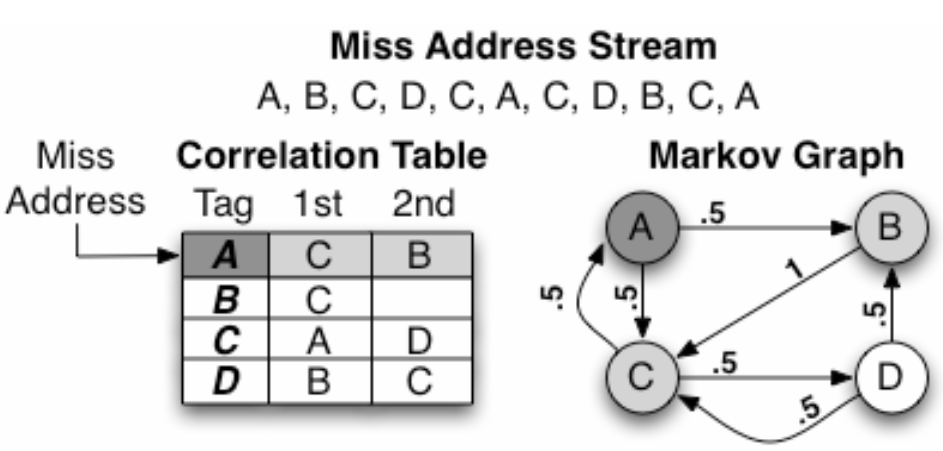 Miss Address Stream
A, B, C, D, C, A, C, D, B, C, A
Miss Address
Correlation Table
Tag 1st 2nd
A C B
B C
C A D
D B C
Markov Graph
A .5 B
.5 .5 1 .5
C .5 D
.5